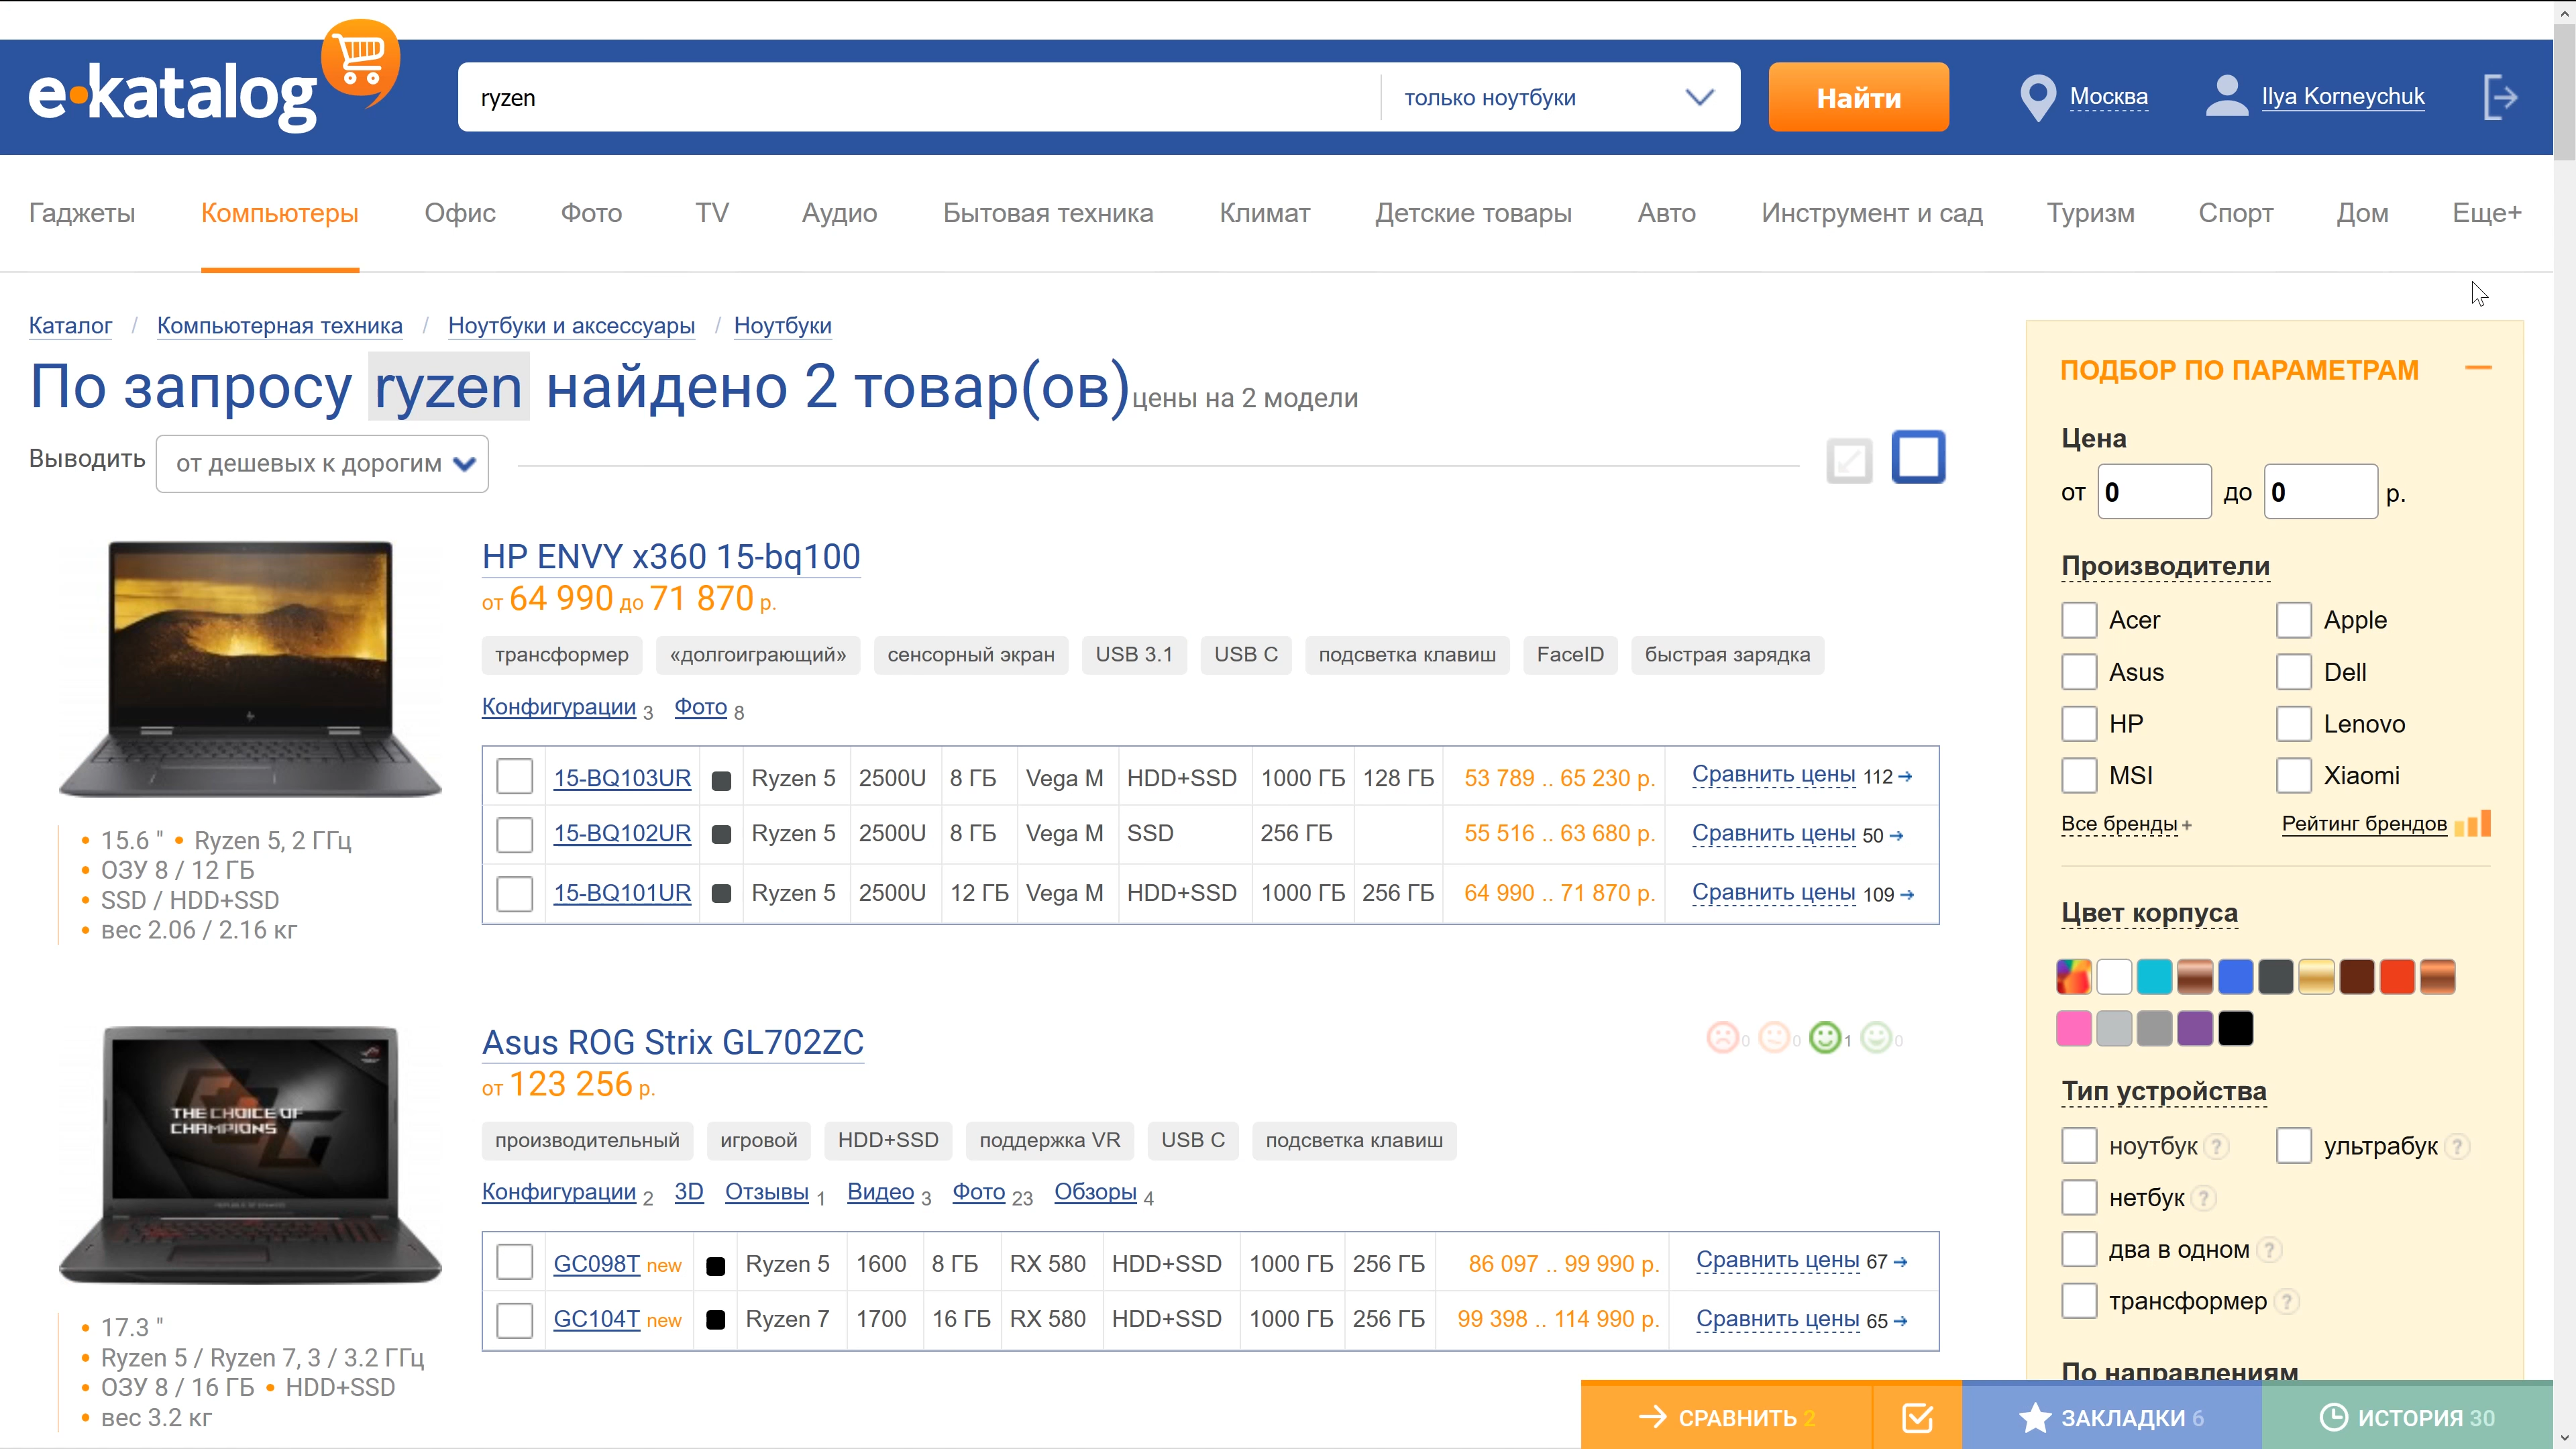 e•katalog
ryzen
только ноутбуки
Найти
Москва
Ilya Korneychuk
Гаджеты Компьютеры Офис Фото TV Аудио Бытовая техника Климат Детские товары Авто Инструмент и сад Туризм Спорт Дом Еще+
Каталог / Компьютерная техника / Ноутбуки и аксессуары / Ноутбуки
По запросу ryzen найдено 2 товар(ов) цены на 2 модели
Выводить от дешевых к дорогим
HP ENVY x360 15-bq100
от 64 990 до 71 870 р.
трансформер «долгоиграющий» сенсорный экран USB 3.1 USB C подсветка клавиш FaceID быстрая зарядка
Конфигурации 3 Фото 8
15-BQ103UR Ryzen 5 2500U 8 ГБ Vega M HDD+SSD 1000 ГБ 128 ГБ 53 789 .. 65 230 р. Сравнить цены 112 →
15-BQ102UR Ryzen 5 2500U 8 ГБ Vega M SSD 256 ГБ 55 516 .. 63 680 р. Сравнить цены 50 →
15-BQ101UR Ryzen 5 2500U 12 ГБ Vega M HDD+SSD 1000 ГБ 256 ГБ 64 990 .. 71 870 р. Сравнить цены 109 →
• 15.6 " • Ryzen 5, 2 ГГц
• ОЗУ 8 / 12 ГБ
• SSD / HDD+SSD
• вес 2.06 / 2.16 кг
THE CHOICE OF
CHAMPIONS
Asus ROG Strix GL702ZC
0 0 1 0
от 123 256 р.
производительный игровой HDD+SSD поддержка VR USB C подсветка клавиш
Конфигурации 2 3D Отзывы 1 Видео 3 Фото 23 Обзоры 4
GC098T new Ryzen 5 1600 8 ГБ RX 580 HDD+SSD 1000 ГБ 256 ГБ 86 097 .. 99 990 р. Сравнить цены 67 →
GC104T new Ryzen 7 1700 16 ГБ RX 580 HDD+SSD 1000 ГБ 256 ГБ 99 398 .. 114 990 р. Сравнить цены 65 →
• 17.3 "
• Ryzen 5 / Ryzen 7, 3 / 3.2 ГГц
• ОЗУ 8 / 16 ГБ • HDD+SSD
• вес 3.2 кг
ПОДБОР ПО ПАРАМЕТРАМ
Цена
от 0 до 0 р.
Производители
Acer Apple
Asus Dell
HP Lenovo
MSI Xiaomi
Все бренды + Рейтинг брендов
Цвет корпуса
Тип устройства
ноутбук ? ультрабук ?
нетбук ?
два в одном ?
трансформер ?
По направлениям
→ СРАВНИТЬ 2
ЗАКЛАДКИ 6
ИСТОРИЯ 30